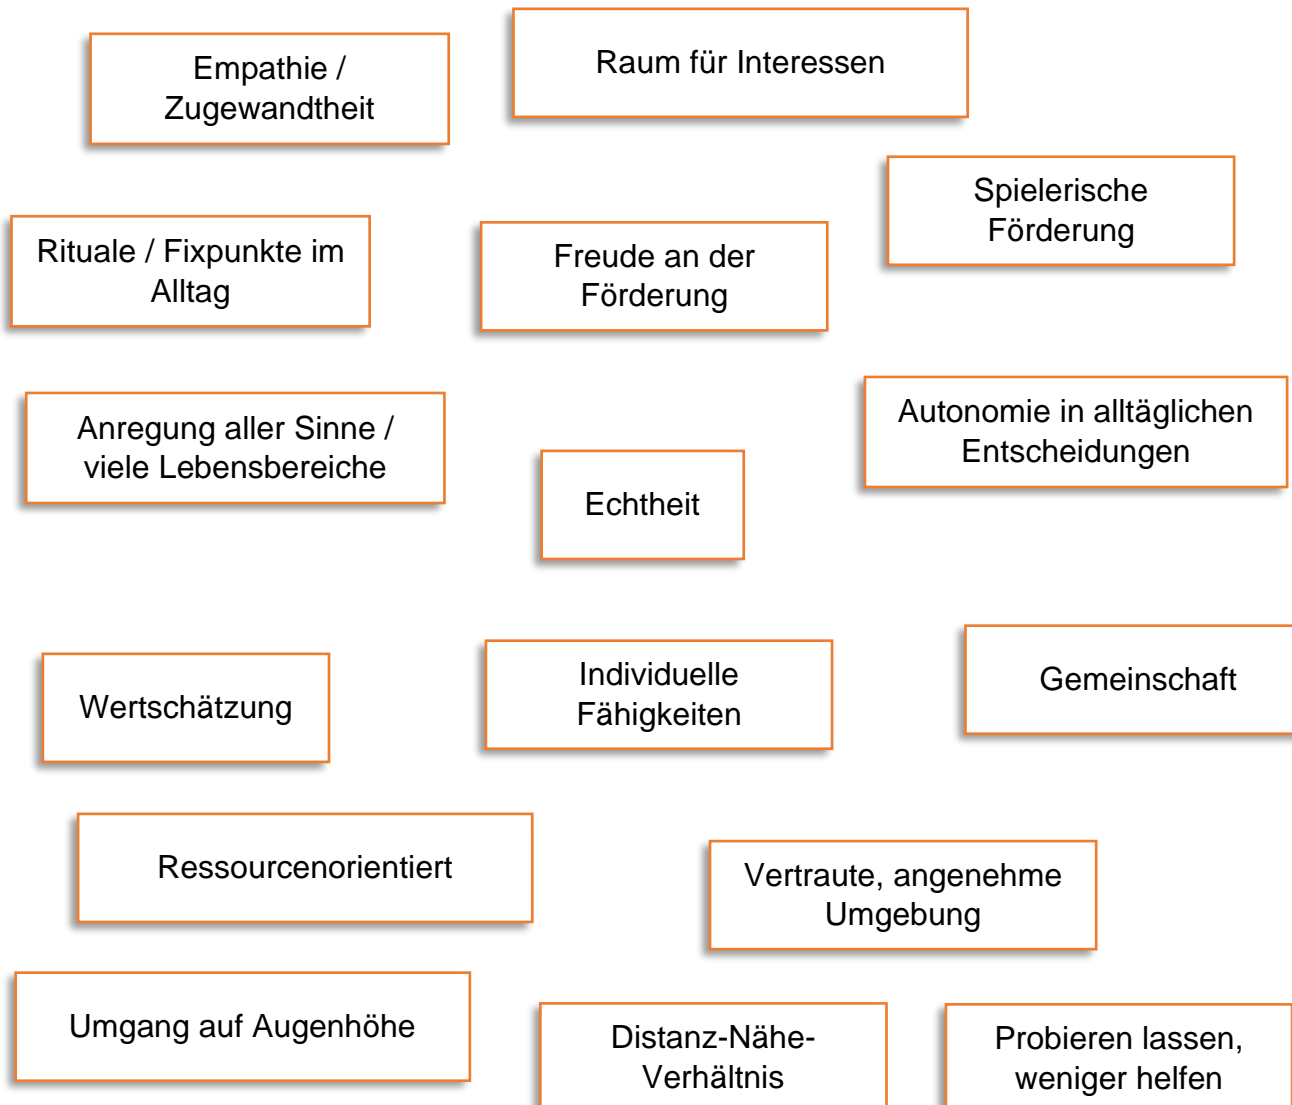 Empathie /
Zugewandtheit
Raum für Interessen
Spielerische
Förderung
Rituale / Fixpunkte im
Alltag
Freude an der
Förderung
Anregung aller Sinne /
viele Lebensbereiche
Autonomie in alltäglichen
Entscheidungen
Echtheit
Wertschätzung
Individuelle
Fähigkeiten
Gemeinschaft
Ressourcenorientiert
Vertraute, angenehme
Umgebung
Umgang auf Augenhöhe
Distanz-Nähe-
Verhältnis
Probieren lassen,
weniger helfen